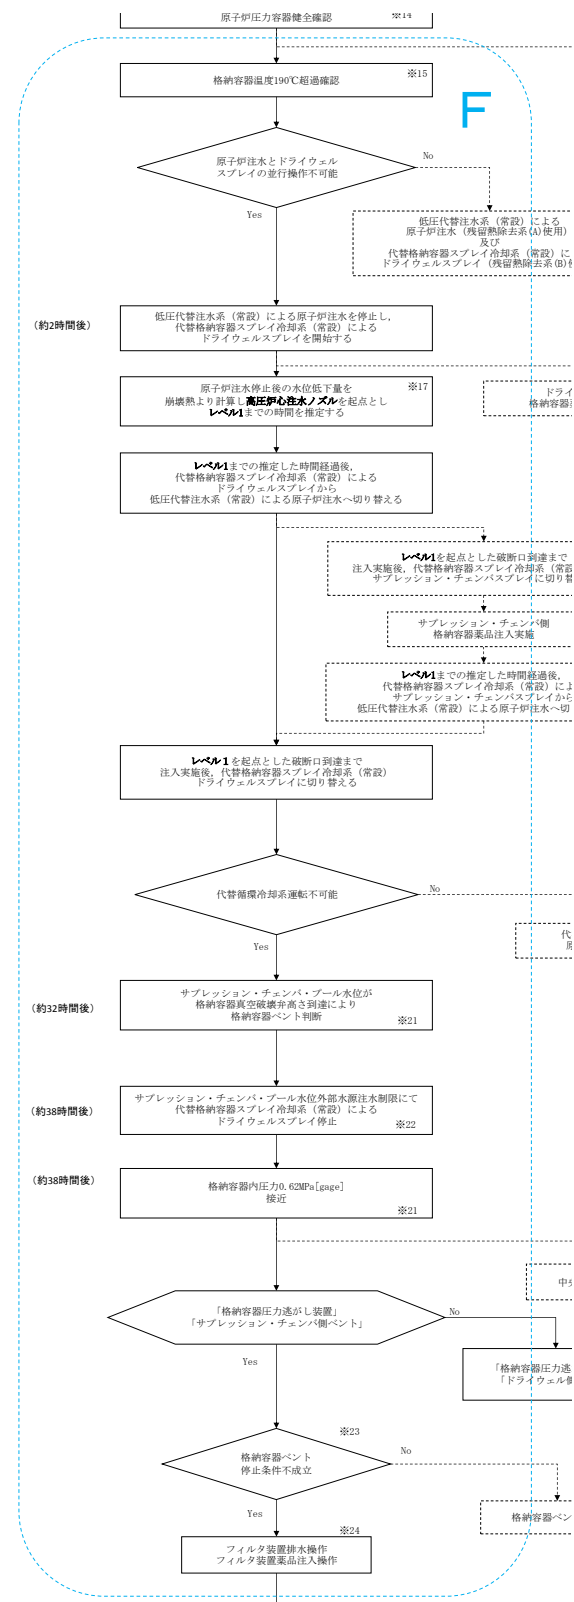 原子炉圧力容器健全確認
※14
格納容器温度190℃超過確認
※15
F
原子炉注水とドライウェル
スプレイの並行操作不可能
No
Yes
低圧代替注水系（常設）による
原子炉注水（残留熱除去系(A)使用）
及び
代替格納容器スプレイ冷却系（常設）に
ドライウェルスプレイ（残留熱除去系(B)使
（約2時間後）
低圧代替注水系（常設）による原子炉注水を停止し，
代替格納容器スプレイ冷却系（常設）による
ドライウェルスプレイを開始する
原子炉注水停止後の水位低下量を
崩壊熱より計算し高圧炉心注水ノズルを起点とし
レベル1までの時間を推定する
※17
ドライ
格納容器薬
レベル1までの推定した時間経過後，
代替格納容器スプレイ冷却系（常設）による
ドライウェルスプレイから
低圧代替注水系（常設）による原子炉注水へ切り替える
レベル1を起点とした破断口到達まで
注入実施後，代替格納容器スプレイ冷却系（常設
サプレッション・チェンバスプレイに切り替
サプレッション・チェンバ側
格納容器薬品注入実施
レベル1までの推定した時間経過後，
代替格納容器スプレイ冷却系（常設）によ
サプレッション・チェンバスプレイから
低圧代替注水系（常設）による原子炉注水へ切り
レベル１を起点とした破断口到達まで
注入実施後，代替格納容器スプレイ冷却系（常設）
ドライウェルスプレイに切り替える
代替循環冷却系運転不可能
No
Yes
代
原
（約32時間後）
サプレッション・チェンバ・プール水位が
格納容器真空破壊弁高さ到達により
格納容器ベント判断
※21
（約38時間後）
サプレッション・チェンバ・プール水位外部水源注水制限にて
代替格納容器スプレイ冷却系（常設）による
ドライウェルスプレイ停止
※22
（約38時間後）
格納容器内圧力0.62MPa[gage]
接近
※21
中央
「格納容器圧力逃がし装置」
「サプレッション・チェンバ側ベント」
No
Yes
「格納容器圧力逃
「ドライウェル側
※23
格納容器ベント
停止条件不成立
No
Yes
格納容器ベン
※24
フィルタ装置排水操作
フィルタ装置薬品注入操作